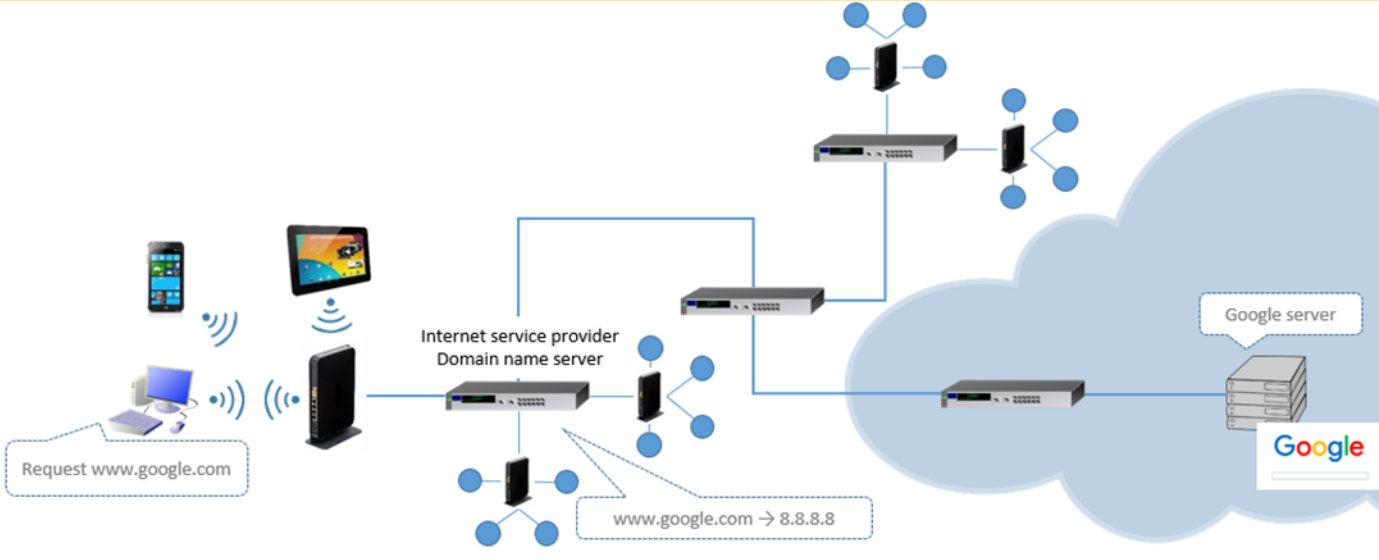 Google server
Internet service provider
Domain name server
Request www.google.com
Google
www.google.com → 8.8.8.8